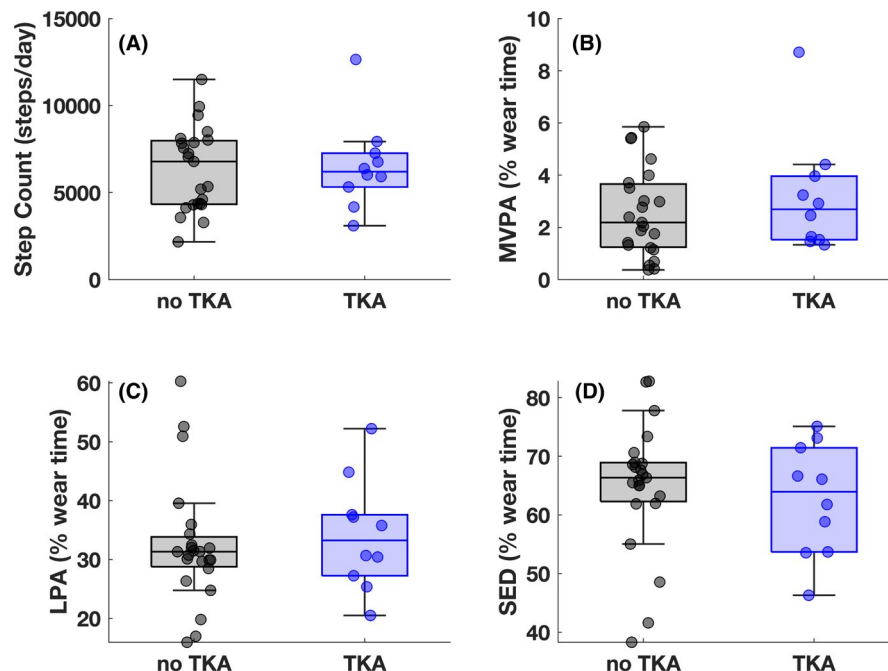 (A)
Step Count (steps/day)
15000
10000
5000
0
no TKA
TKA
(B)
MVPA (% wear time)
10
8
6
4
2
0
no TKA
TKA
(C)
LPA (% wear time)
60
50
40
30
20
no TKA
TKA
(D)
SED (% wear time)
80
70
60
50
40
no TKA
TKA